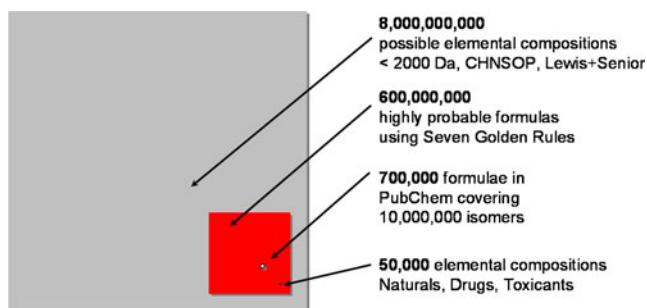 8,000,000,000
possible elemental compositions
< 2000 Da, CHNSOP, Lewis+Senior
600,000,000
highly probable formulas
using Seven Golden Rules
700,000 formulae in
PubChem covering
10,000,000 isomers
50,000 elemental compositions
Naturals, Drugs, Toxicants